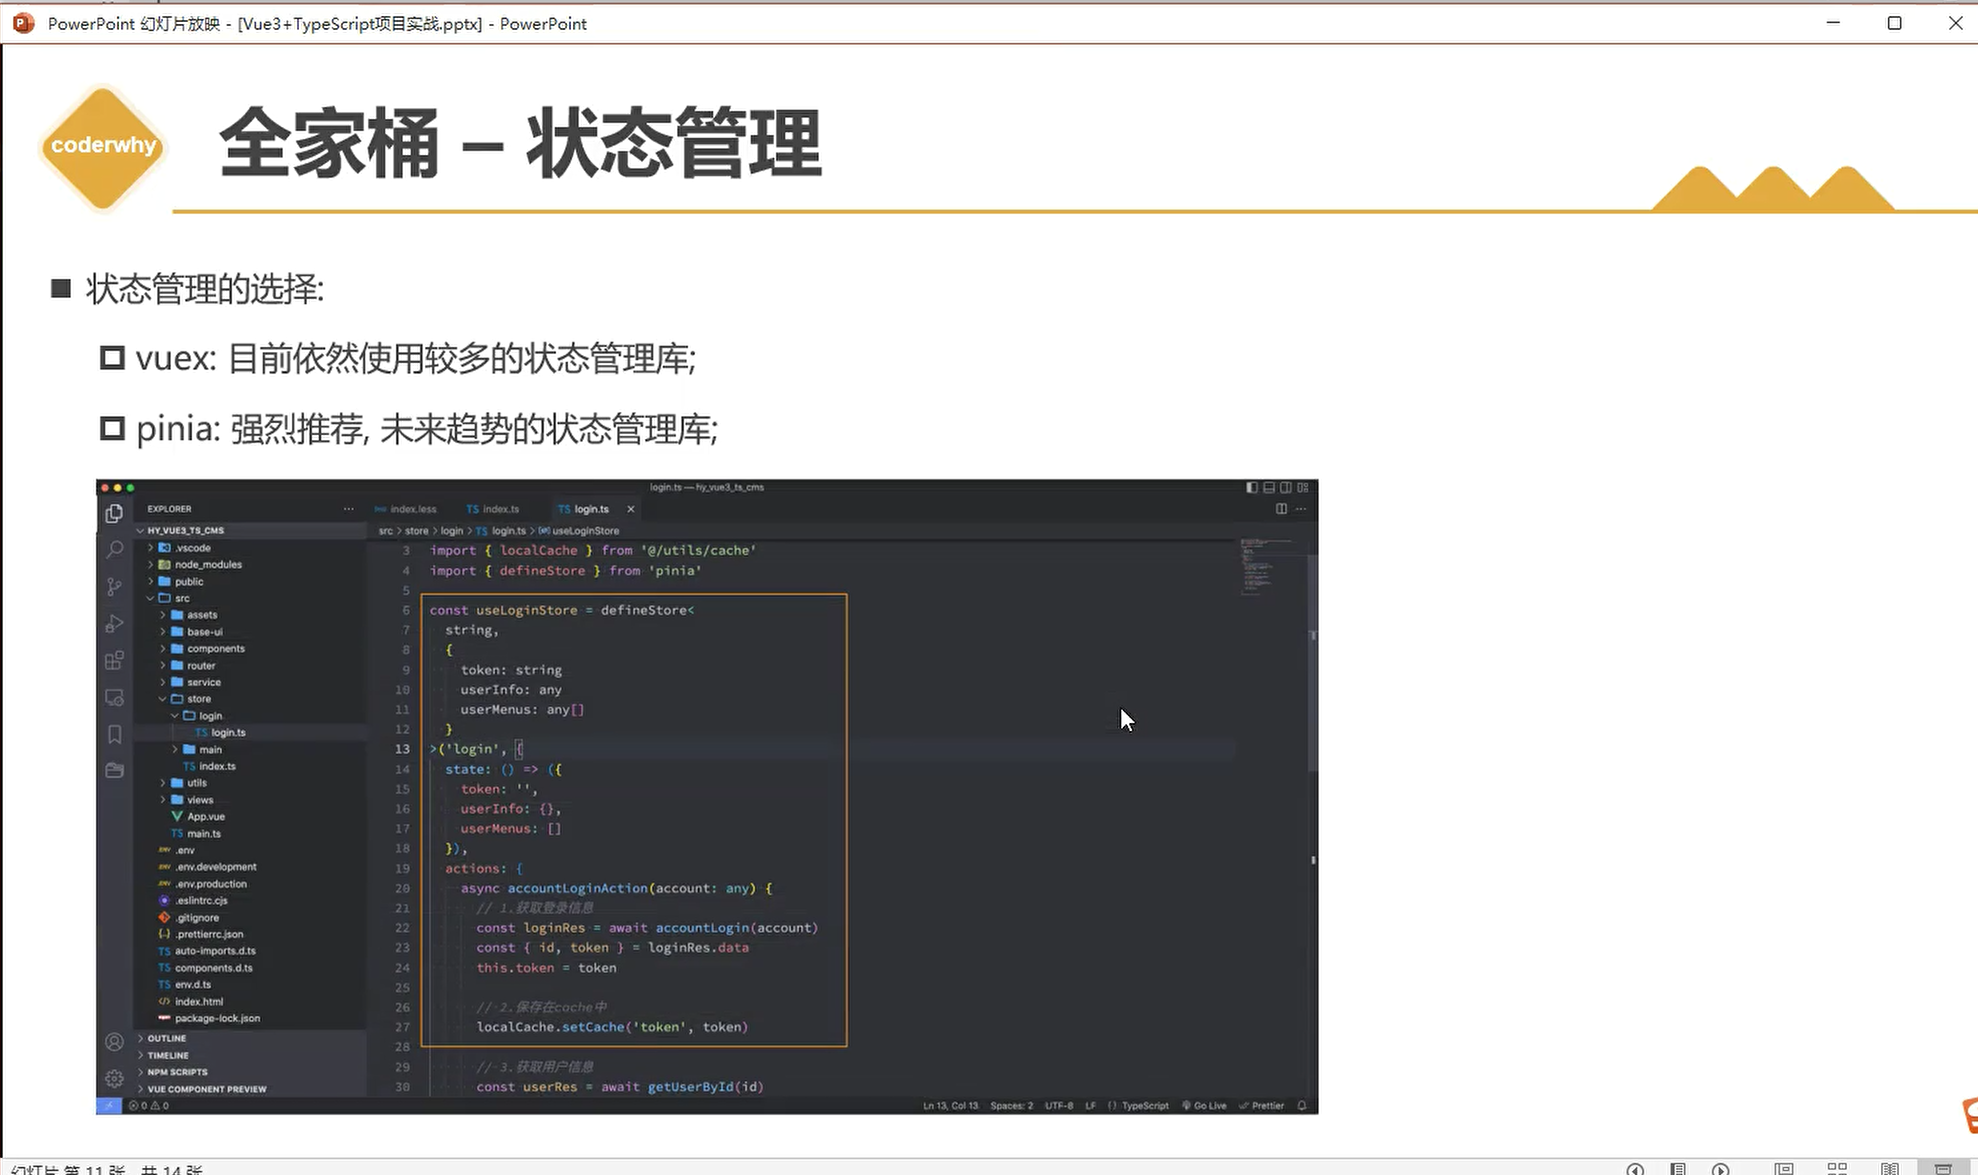 PowerPoint 幻灯片放映 - [Vue3+TypeScript项目实战.pptx] - PowerPoint
coderwhy
全家桶 – 状态管理
状态管理的选择:
vuex: 目前依然使用较多的状态管理库;
pinia: 强烈推荐, 未来趋势的状态管理库;
login.ts — hy_vue3_ts_cms
EXPLORER
index.less
TS index.ts
TS login.ts
HY_VUE3_TS_CMS
src > store > login > TS login.ts > useLoginStore
.vscode
node_modules
public
src
assets
base-ui
components
router
service
store
login
TS login.ts
main
TS index.ts
utils
views
App.vue
TS main.ts
.env
.env.development
.env.production
.eslintrc.cjs
.gitignore
.prettierrc.json
TS auto-imports.d.ts
TS components.d.ts
TS env.d.ts
index.html
package-lock.json
OUTLINE
TIMELINE
NPM SCRIPTS
VUE COMPONENT PREVIEW
3 import { localCache } from '@/utils/cache'
4 import { defineStore } from 'pinia'
5
6 const useLoginStore = defineStore<
7 string,
8 {
9 token: string
10 userInfo: any
11 userMenus: any[]
12 }
13 >('login', {
14 state: () => ({
15 token: '',
16 userInfo: {},
17 userMenus: []
18 }),
19 actions: {
20 async accountLoginAction(account: any) {
21 // 1.获取登录信息
22 const loginRes = await accountLogin(account)
23 const { id, token } = loginRes.data
24 this.token = token
25
26 // 2.保存在coche中
27 localCache.setCache('token', token)
28
29 // 3.获取用户信息
30 const userRes = await getUserById(id)
0 0
Ln 13, Col 13 Spaces: 2 UTF-8 LF {} TypeScript Go Live Prettier
幻灯片 第 11 张，共 14 张